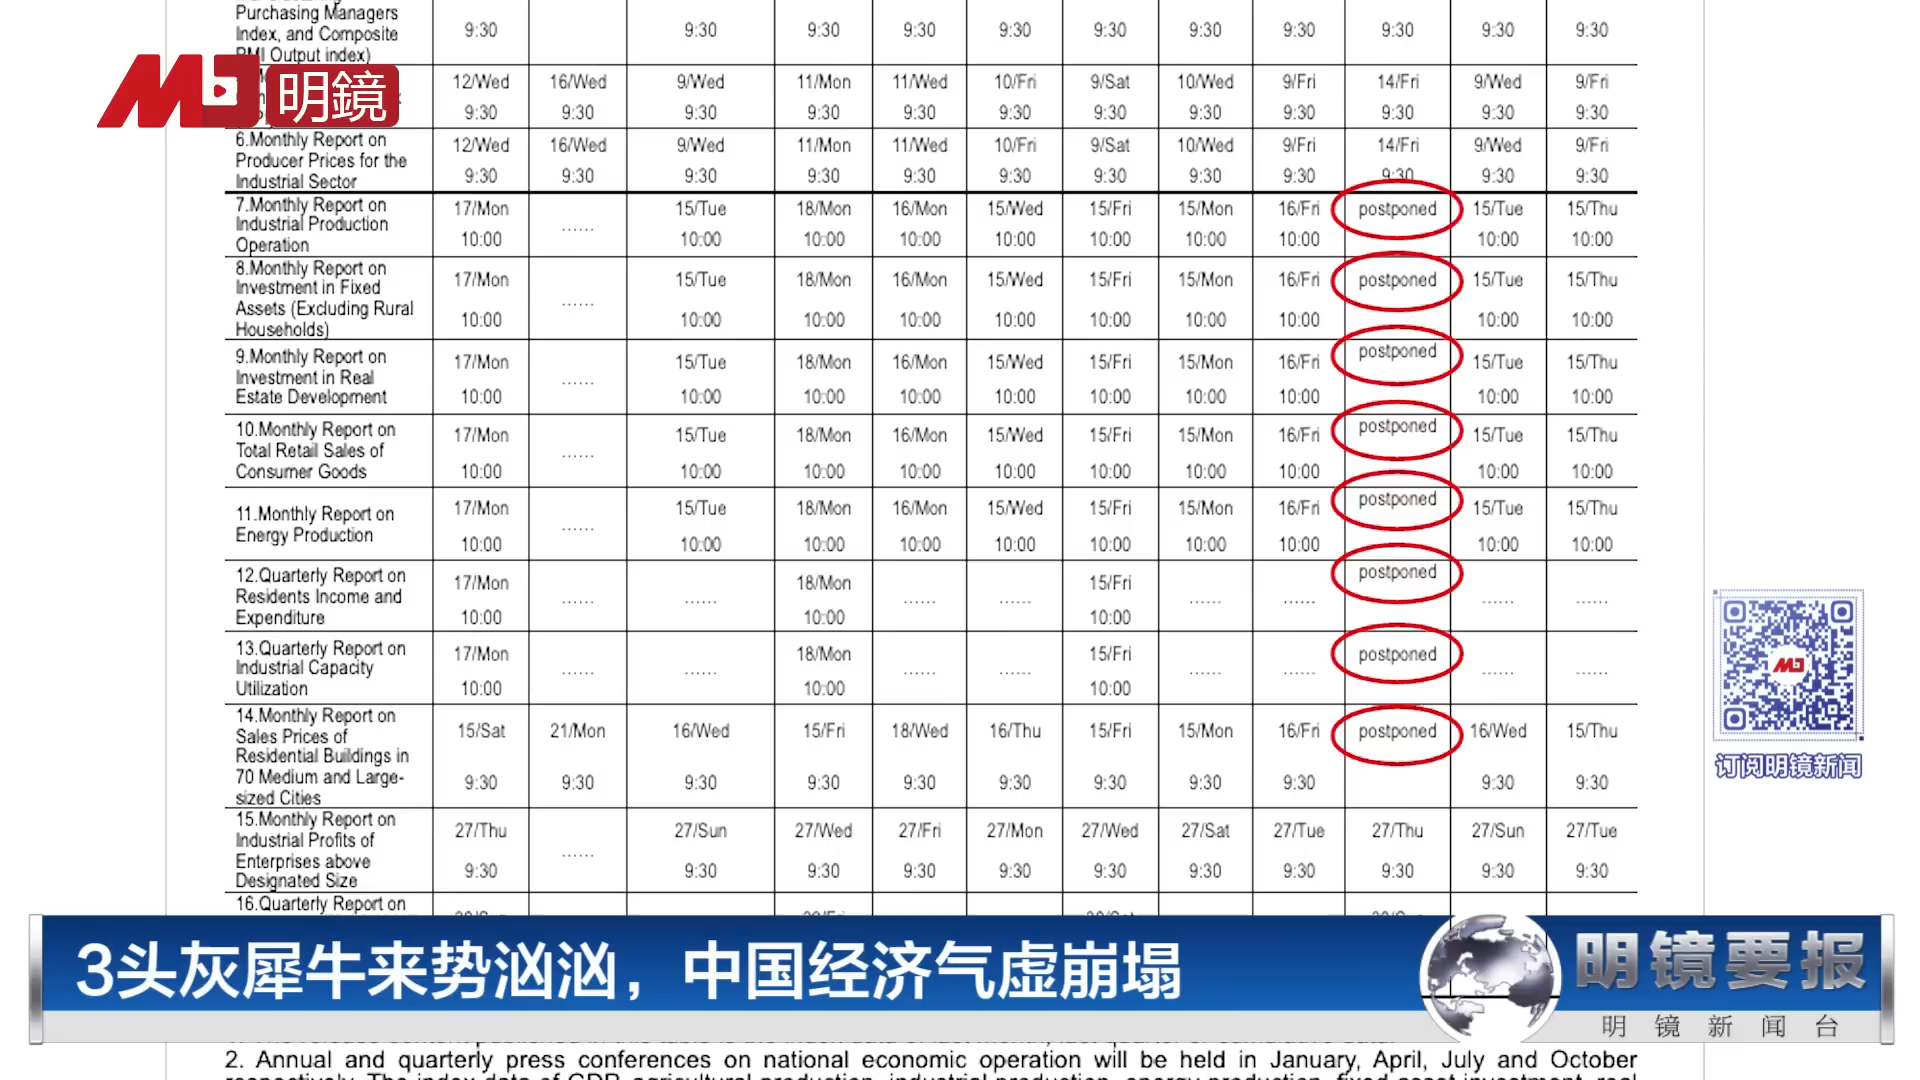 Purchasing Managers
Index, and Composite
PMI Output index)
9:30 9:30 9:30 9:30 9:30 9:30 9:30 9:30 9:30 9:30 9:30
明鏡
12/Wed 16/Wed 9/Wed 11/Mon 11/Wed 10/Fri 9/Sat 10/Wed 9/Fri 14/Fri 9/Wed 9/Fri
9:30 9:30 9:30 9:30 9:30 9:30 9:30 9:30 9:30 9:30 9:30 9:30
6.Monthly Report on
Producer Prices for the
Industrial Sector
12/Wed 16/Wed 9/Wed 11/Mon 11/Wed 10/Fri 9/Sat 10/Wed 9/Fri 14/Fri 9/Wed 9/Fri
9:30 9:30 9:30 9:30 9:30 9:30 9:30 9:30 9:30 9:30 9:30 9:30
7.Monthly Report on
Industrial Production
Operation
17/Mon ...... 15/Tue 18/Mon 16/Mon 15/Wed 15/Fri 15/Mon 16/Fri postponed 15/Tue 15/Thu
10:00 10:00 10:00 10:00 10:00 10:00 10:00 10:00 10:00 10:00
8.Monthly Report on
Investment in Fixed
Assets (Excluding Rural
Households)
17/Mon ...... 15/Tue 18/Mon 16/Mon 15/Wed 15/Fri 15/Mon 16/Fri postponed 15/Tue 15/Thu
10:00 10:00 10:00 10:00 10:00 10:00 10:00 10:00 10:00 10:00
9.Monthly Report on
Investment in Real
Estate Development
17/Mon ...... 15/Tue 18/Mon 16/Mon 15/Wed 15/Fri 15/Mon 16/Fri postponed 15/Tue 15/Thu
10:00 10:00 10:00 10:00 10:00 10:00 10:00 10:00 10:00 10:00
10.Monthly Report on
Total Retail Sales of
Consumer Goods
17/Mon ...... 15/Tue 18/Mon 16/Mon 15/Wed 15/Fri 15/Mon 16/Fri postponed 15/Tue 15/Thu
10:00 10:00 10:00 10:00 10:00 10:00 10:00 10:00 10:00 10:00
11.Monthly Report on
Energy Production
17/Mon ...... 15/Tue 18/Mon 16/Mon 15/Wed 15/Fri 15/Mon 16/Fri postponed 15/Tue 15/Thu
10:00 10:00 10:00 10:00 10:00 10:00 10:00 10:00 10:00 10:00
12.Quarterly Report on
Residents Income and
Expenditure
17/Mon ...... ...... 18/Mon ...... ...... 15/Fri ...... ...... postponed ...... ......
10:00 10:00 10:00
13.Quarterly Report on
Industrial Capacity
Utilization
17/Mon ...... ...... 18/Mon ...... ...... 15/Fri ...... ...... postponed ...... ......
10:00 10:00 10:00
14.Monthly Report on
Sales Prices of
Residential Buildings in
70 Medium and Large-
sized Cities
15/Sat 21/Mon 16/Wed 15/Fri 18/Wed 16/Thu 15/Fri 15/Mon 16/Fri postponed 16/Wed 15/Thu
9:30 9:30 9:30 9:30 9:30 9:30 9:30 9:30 9:30 9:30 9:30
15.Monthly Report on
Industrial Profits of
Enterprises above
Designated Size
27/Thu ...... 27/Sun 27/Wed 27/Fri 27/Mon 27/Wed 27/Sat 27/Tue 27/Thu 27/Sun 27/Tue
9:30 9:30 9:30 9:30 9:30 9:30 9:30 9:30 9:30 9:30 9:30
16.Quarterly Report on
订阅明镜新闻
3头灰犀牛来势汹汹，中国经济气虚崩塌
明镜要报
明镜新闻台
2. Annual and quarterly press conferences on national economic operation will be held in January, April, July and October